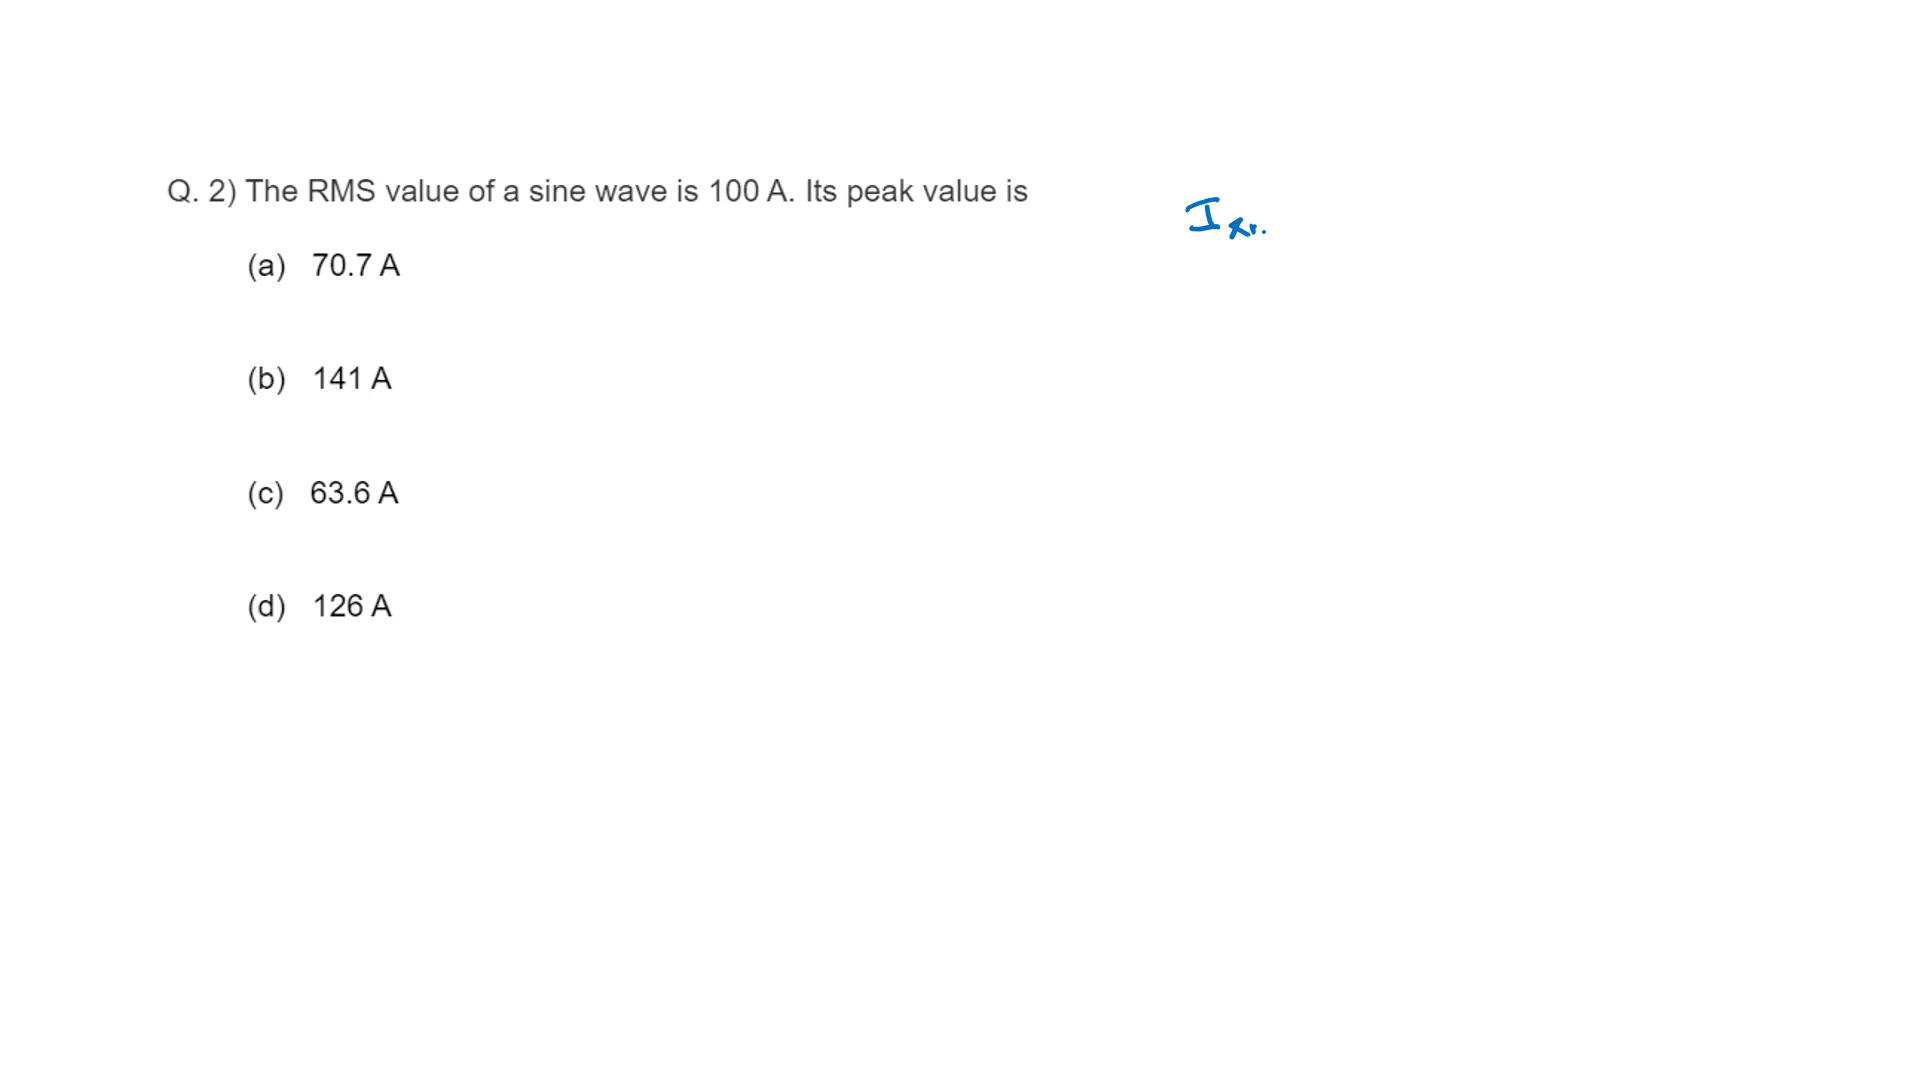 Q. 2) The RMS value of a sine wave is 100 A. Its peak value is
I
(a) 70.7 A
(b) 141 A
(c) 63.6 A
(d) 126 A